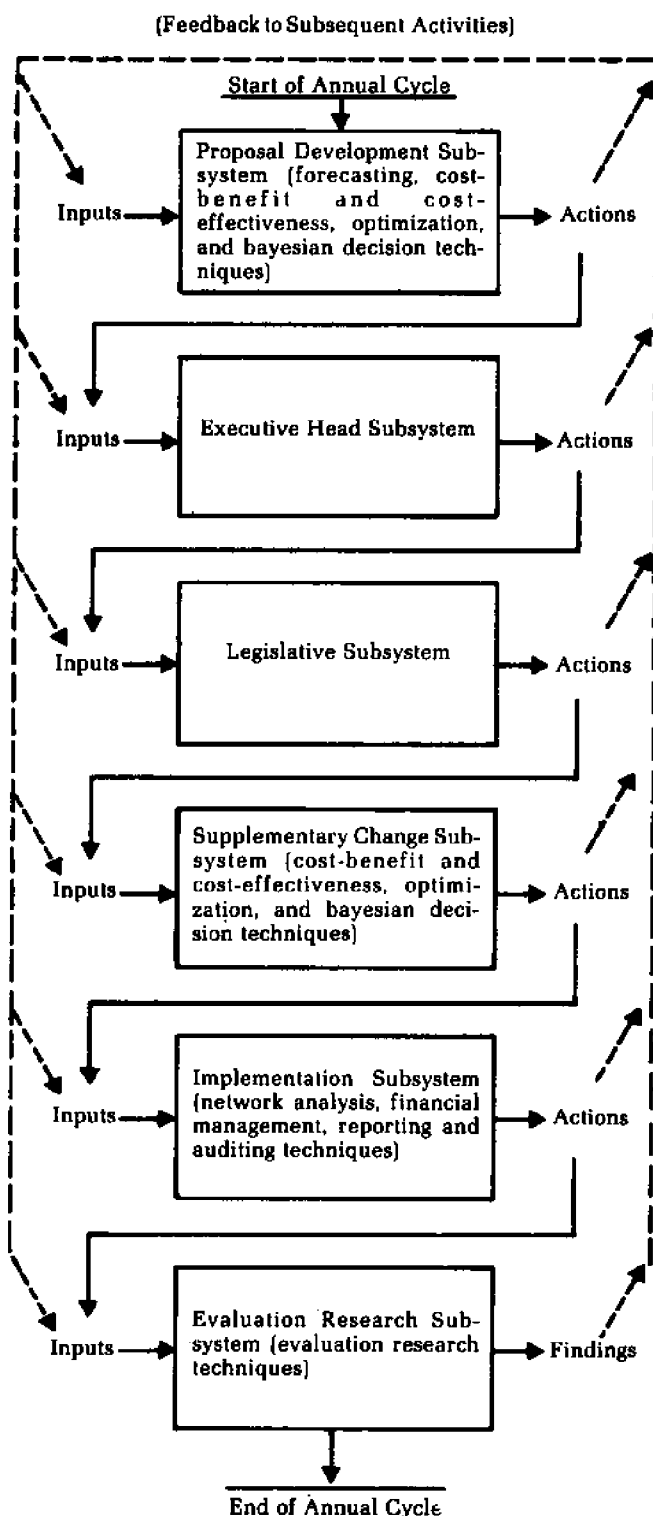 (Feedback to Subsequent Activities)
Start of Annual Cycle
Proposal Development Sub-
system (forecasting, cost-
benefit and cost-
effectiveness, optimization,
and bayesian decision tech-
niques)
Inputs
Actions
Inputs
Executive Head Subsystem
Actions
Inputs
Legislative Subsystem
Actions
Supplementary Change Sub-
system (cost-benefit and
cost-effectiveness, optimi-
zation, and bayesian deci-
sion techniques)
Inputs
Actions
Implementation Subsystem
(network analysis, financial
management, reporting and
auditing techniques)
Inputs
Actions
Evaluation Research Sub-
system (evaluation research
techniques)
Inputs
Findings
End of Annual Cycle